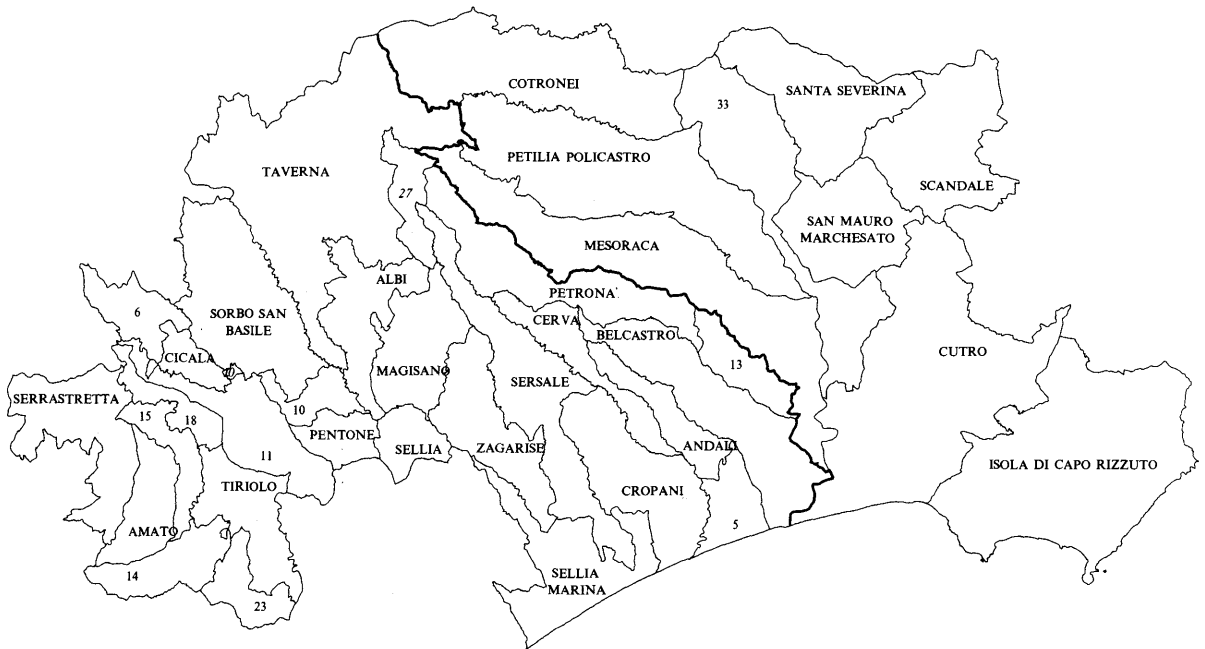 COTRONEI
SANTA SEVERINA
33
PETILIA POLICASTRO
TAVERNA
27
SCANDALE
SAN MAURO
MARCHESATO
MESORACA
ALBI
PETRONA'
6
SORBO SAN
BASILE
CERVA
BELCASTRO
CUTRO
CICALA
13
MAGISANO
SERSALE
SERRASTRETTA
15
18
10
PENTONE
SELLIA
ZAGARISE
ANDALI
11
ISOLA DI CAPO RIZZUTO
TIRIOLO
CROPANI
5
AMATO
14
SELLIA
MARINA
23